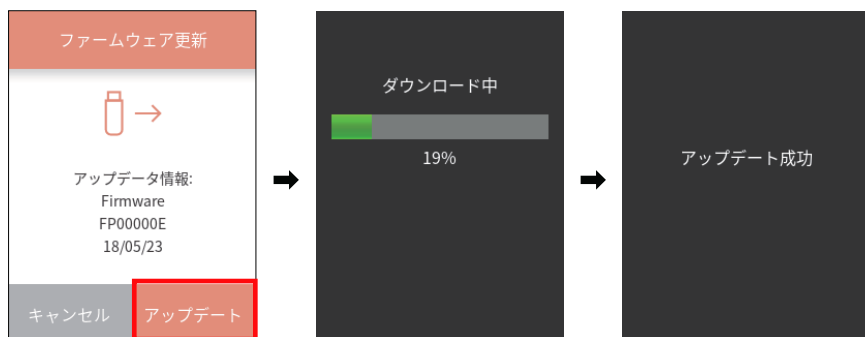 ファームウェア更新
アップデータ情報:
Firmware
FP00000E
18/05/23
キャンセル
アップデート
ダウンロード中
19%
アップデート成功